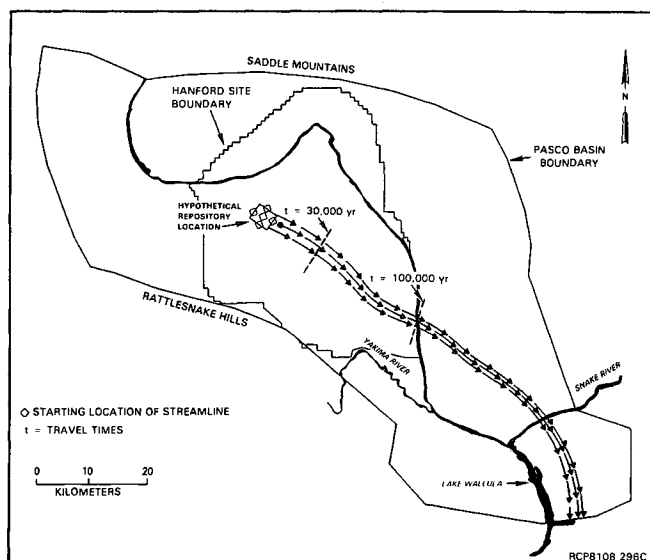 SADDLE MOUNTAINS
HANFORD SITE
BOUNDARY
N
PASCO BASIN
BOUNDARY
HYPOTHETICAL
REPOSITORY
LOCATION
t = 30,000 yr
t = 100,000 yr
RATTLESNAKE HILLS
YAKIMA RIVER
SNAKE RIVER
STARTING LOCATION OF STREAMLINE
t = TRAVEL TIMES
0 10 20
KILOMETERS
LAKE WALLULA
RCP8108 296C